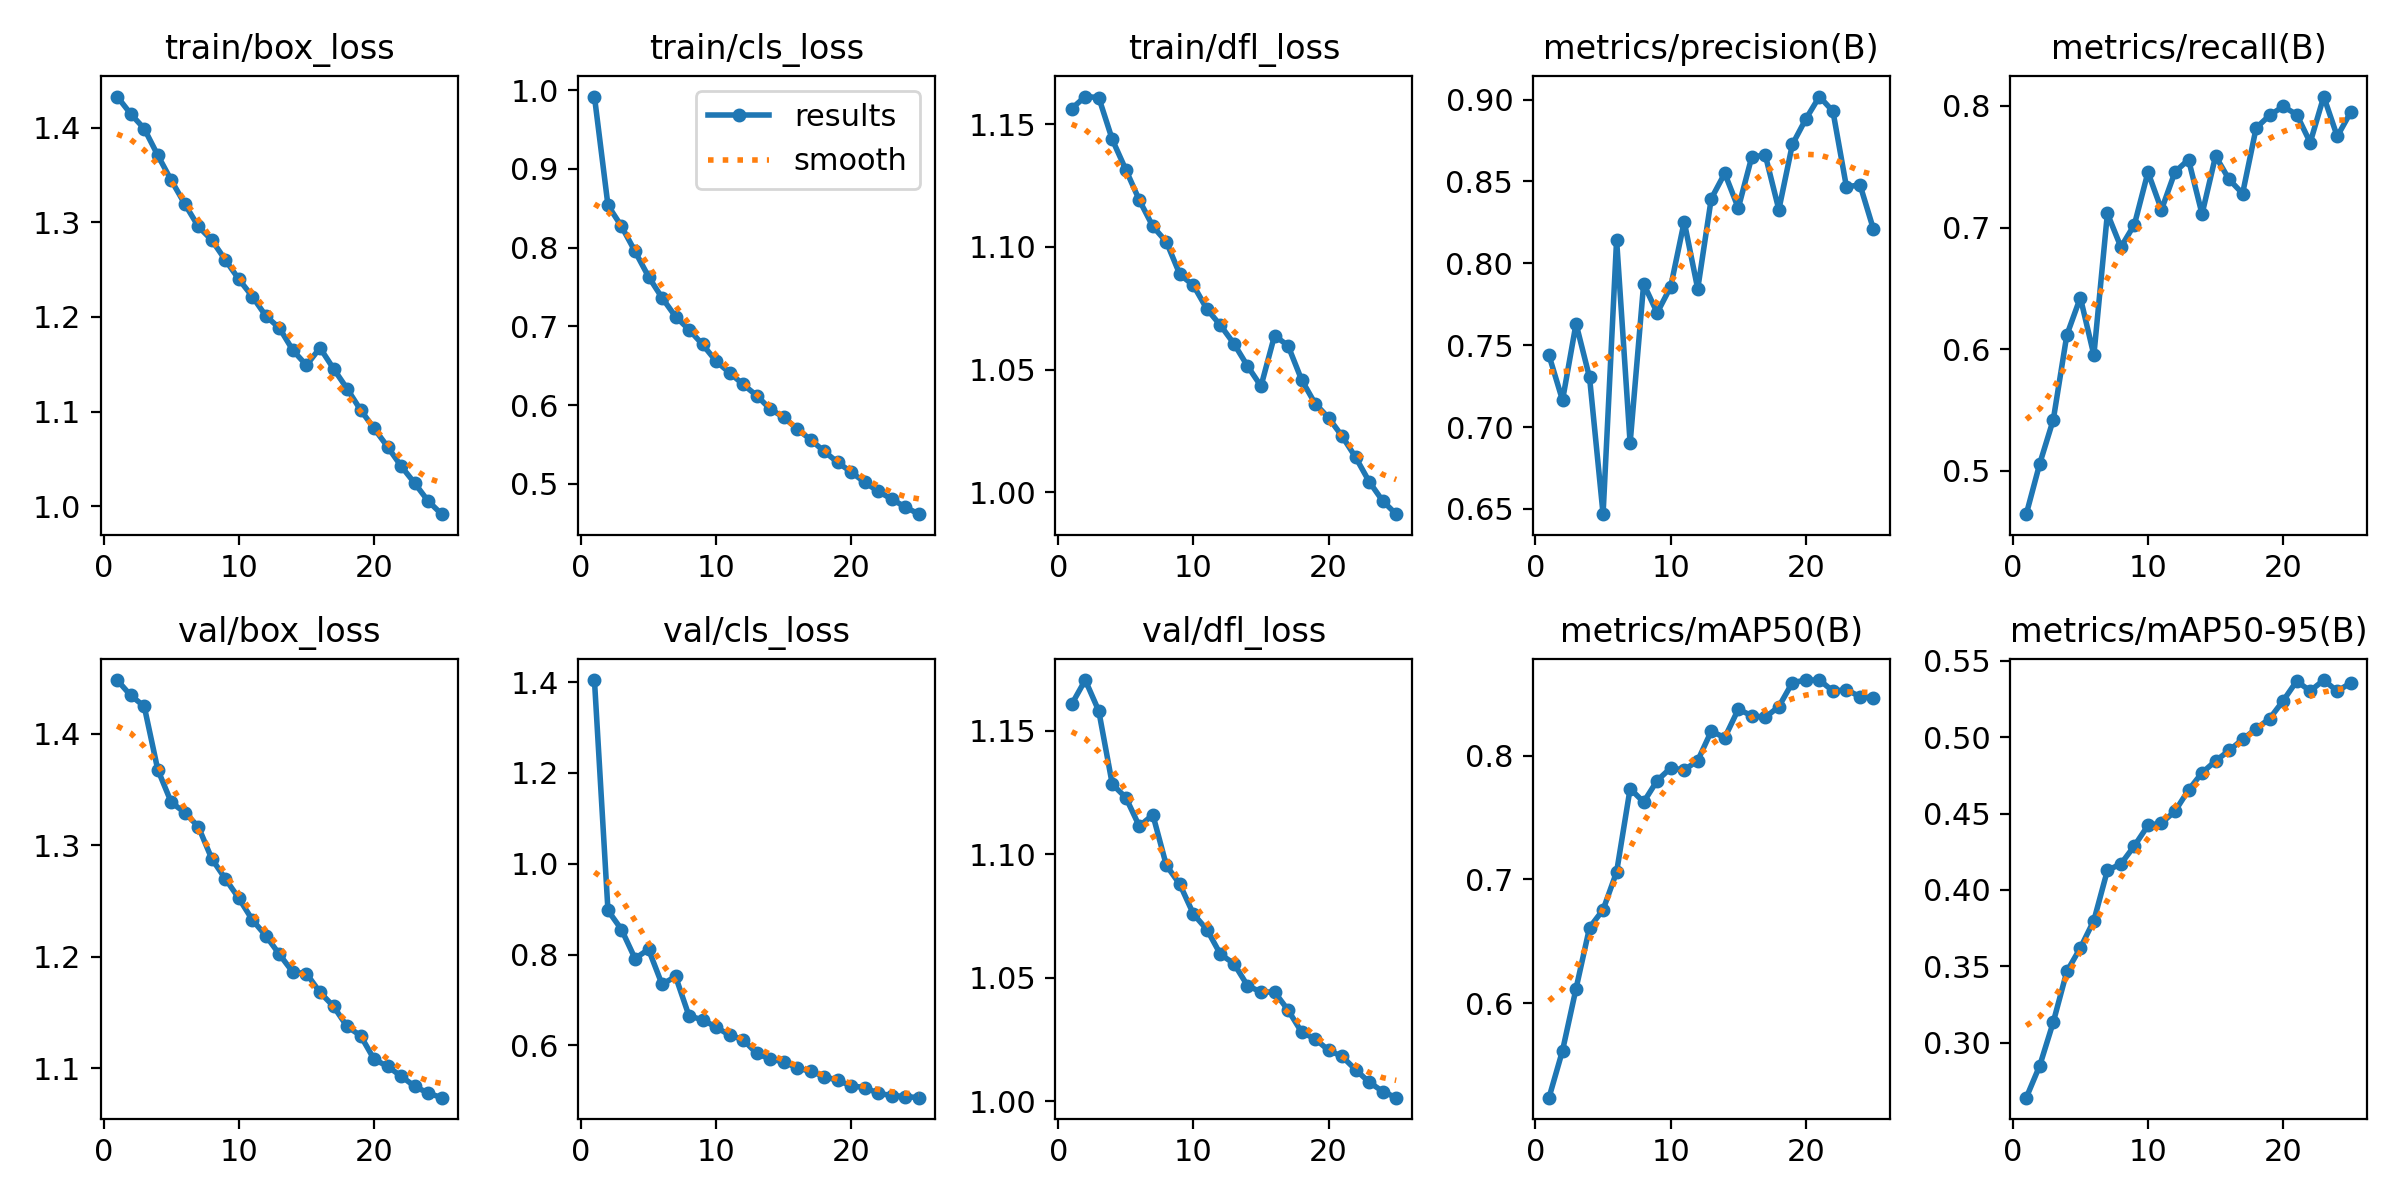 train/box_loss
1.4
1.3
1.2
1.1
1.0
0 10 20
train/cls_loss
results
smooth
1.0
0.9
0.8
0.7
0.6
0.5
0 10 20
train/dfl_loss
1.15
1.10
1.05
1.00
0 10 20
metrics/precision(B)
0.90
0.85
0.80
0.75
0.70
0.65
0 10 20
metrics/recall(B)
0.8
0.7
0.6
0.5
0 10 20
val/box_loss
1.4
1.3
1.2
1.1
0 10 20
val/cls_loss
1.4
1.2
1.0
0.8
0.6
0 10 20
val/dfl_loss
1.15
1.10
1.05
1.00
0 10 20
metrics/mAP50(B)
0.8
0.7
0.6
0 10 20
metrics/mAP50-95(B)
0.55
0.50
0.45
0.40
0.35
0.30
0 10 20